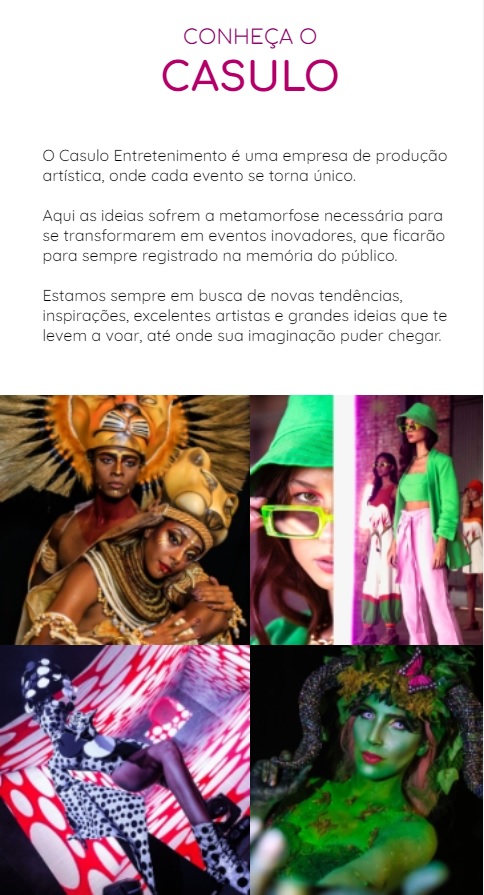 CONHEÇA O
CASULO
O Casulo Entretenimento é uma empresa de produção
artística, onde cada evento se torna único.
Aqui as ideias sofrem a metamorfose necessária para
se transformarem em eventos inovadores, que ficarão
para sempre registrado na memória do público.
Estamos sempre em busca de novas tendências,
inspirações, excelentes artistas e grandes ideias que te
levem a voar, até onde sua imaginação puder chegar.